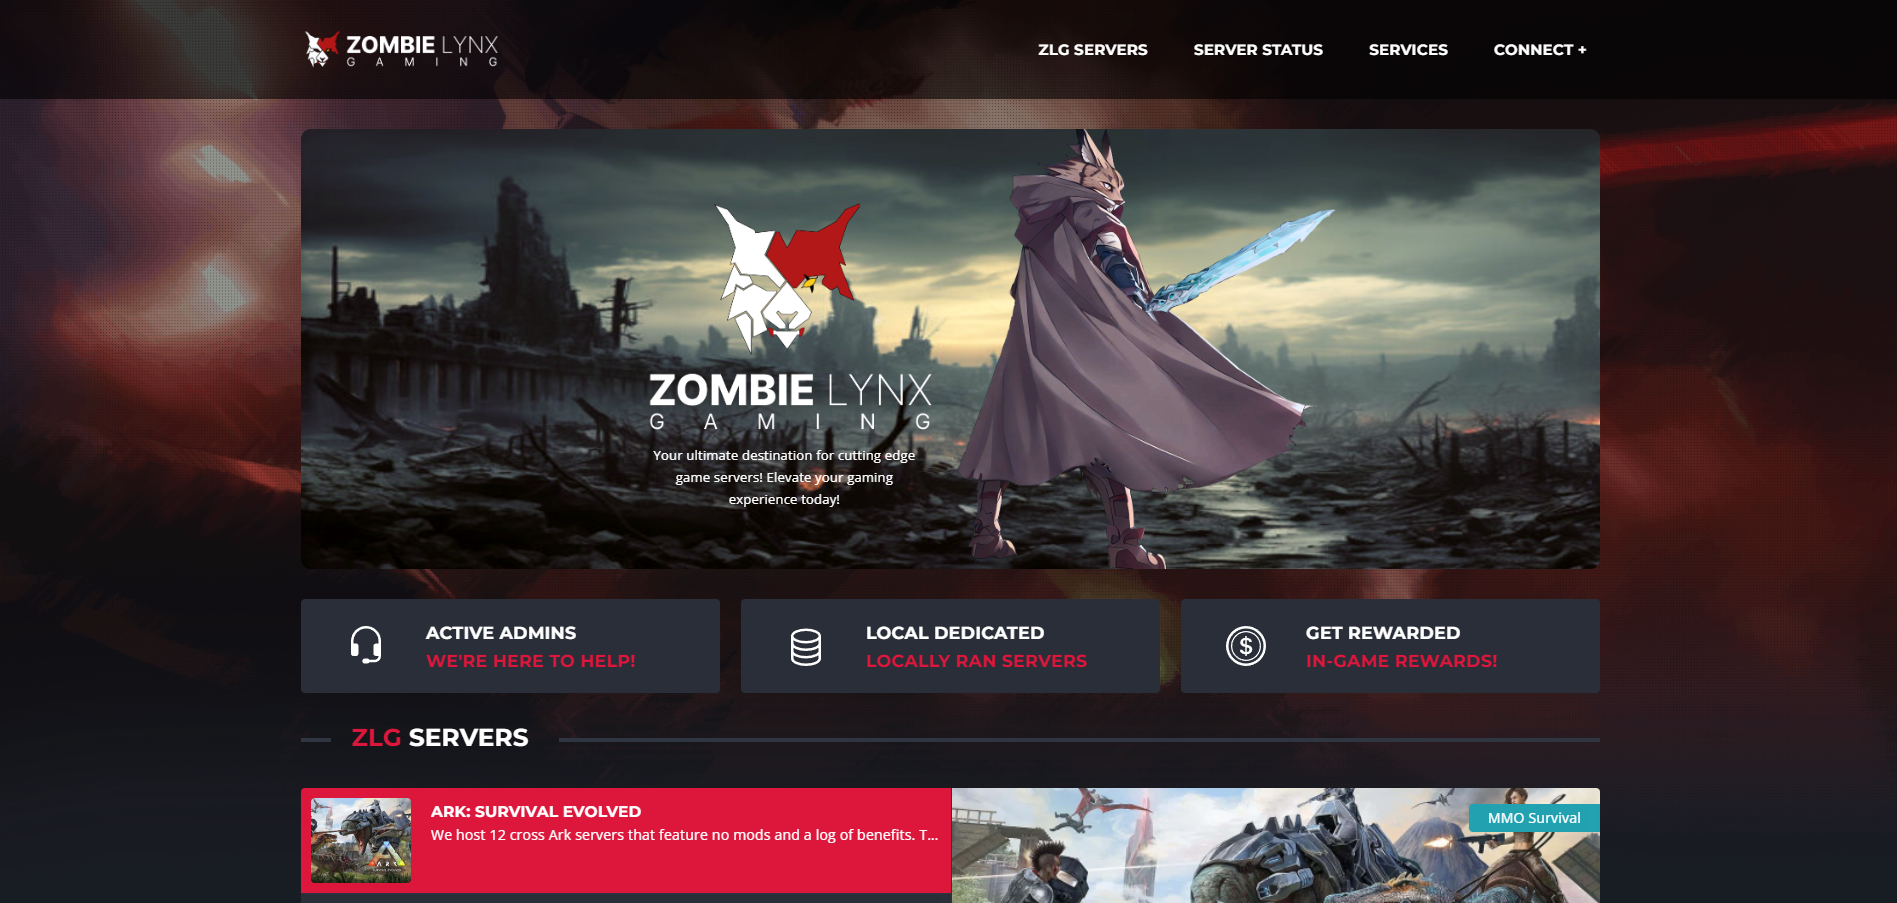 ZOMBIE LYNX
GAMING
ZLG SERVERS
SERVER STATUS
SERVICES
CONNECT +
ZOMBIE LYNX
GAMING
Your ultimate destination for cutting edge
game servers! Elevate your gaming
experience today!
ACTIVE ADMINS
WE'RE HERE TO HELP!
LOCAL DEDICATED
LOCALLY RAN SERVERS
GET REWARDED
IN-GAME REWARDS!
ZLG SERVERS
ARK: SURVIVAL EVOLVED
We host 12 cross Ark servers that feature no mods and a log of benefits. T...
ARK
MMO Survival